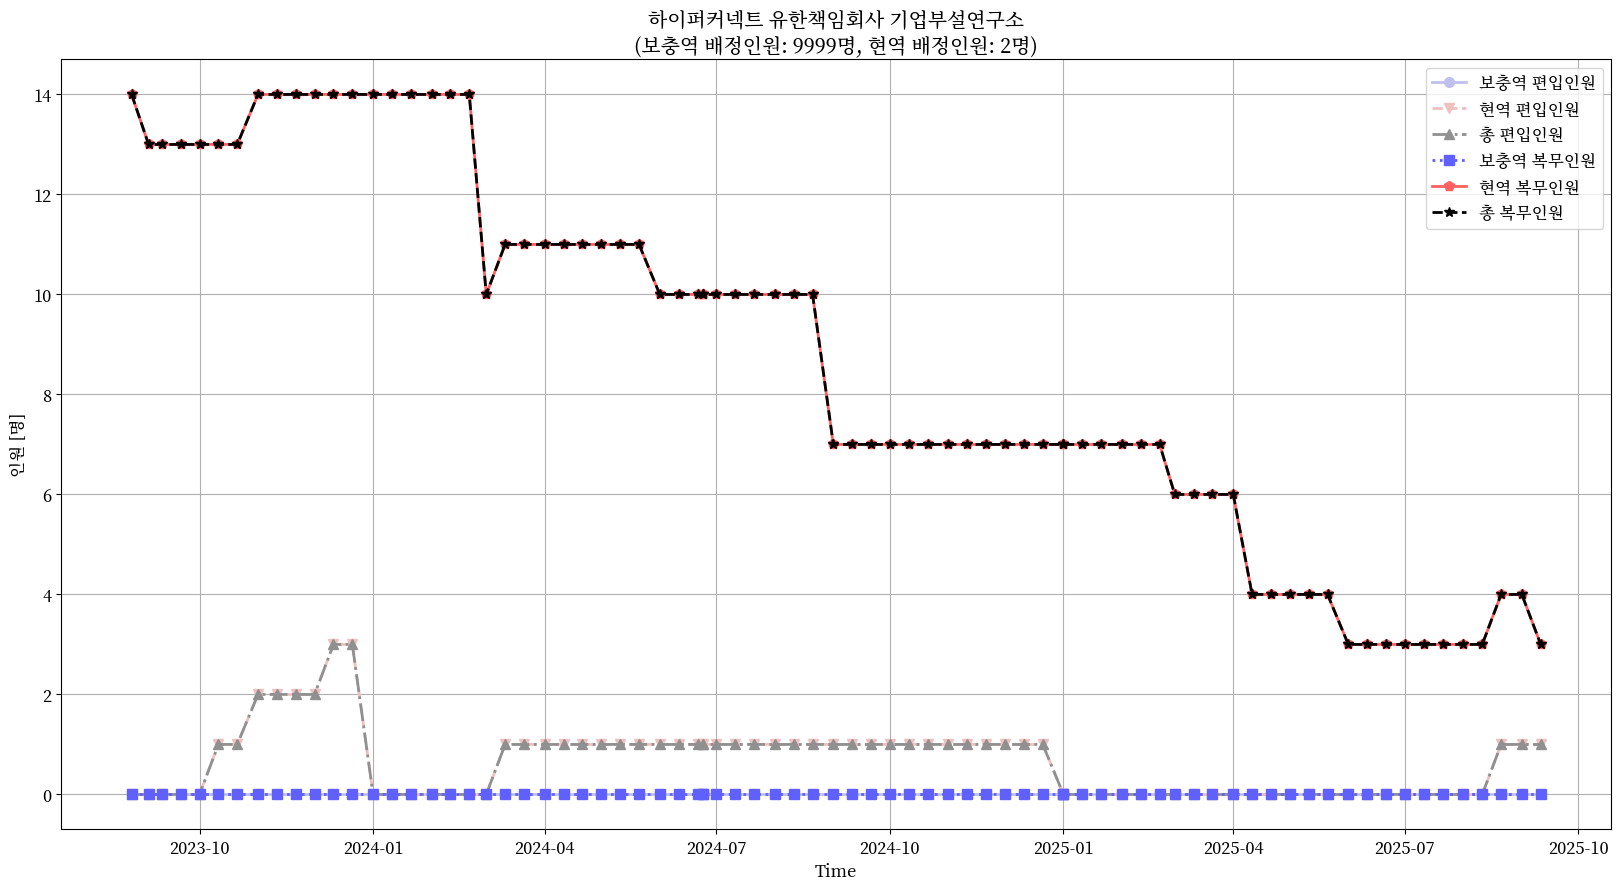 하이퍼커넥트 유한책임회사 기업부설연구소
(보충역 배정인원: 9999명, 현역 배정인원: 2명)
보충역 편입인원
현역 편입인원
총 편입인원
보충역 복무인원
현역 복무인원
총 복무인원
인원 [명]
14
12
10
8
6
4
2
0
2023-10
2024-01
2024-04
2024-07
2024-10
2025-01
2025-04
2025-07
2025-10
Time